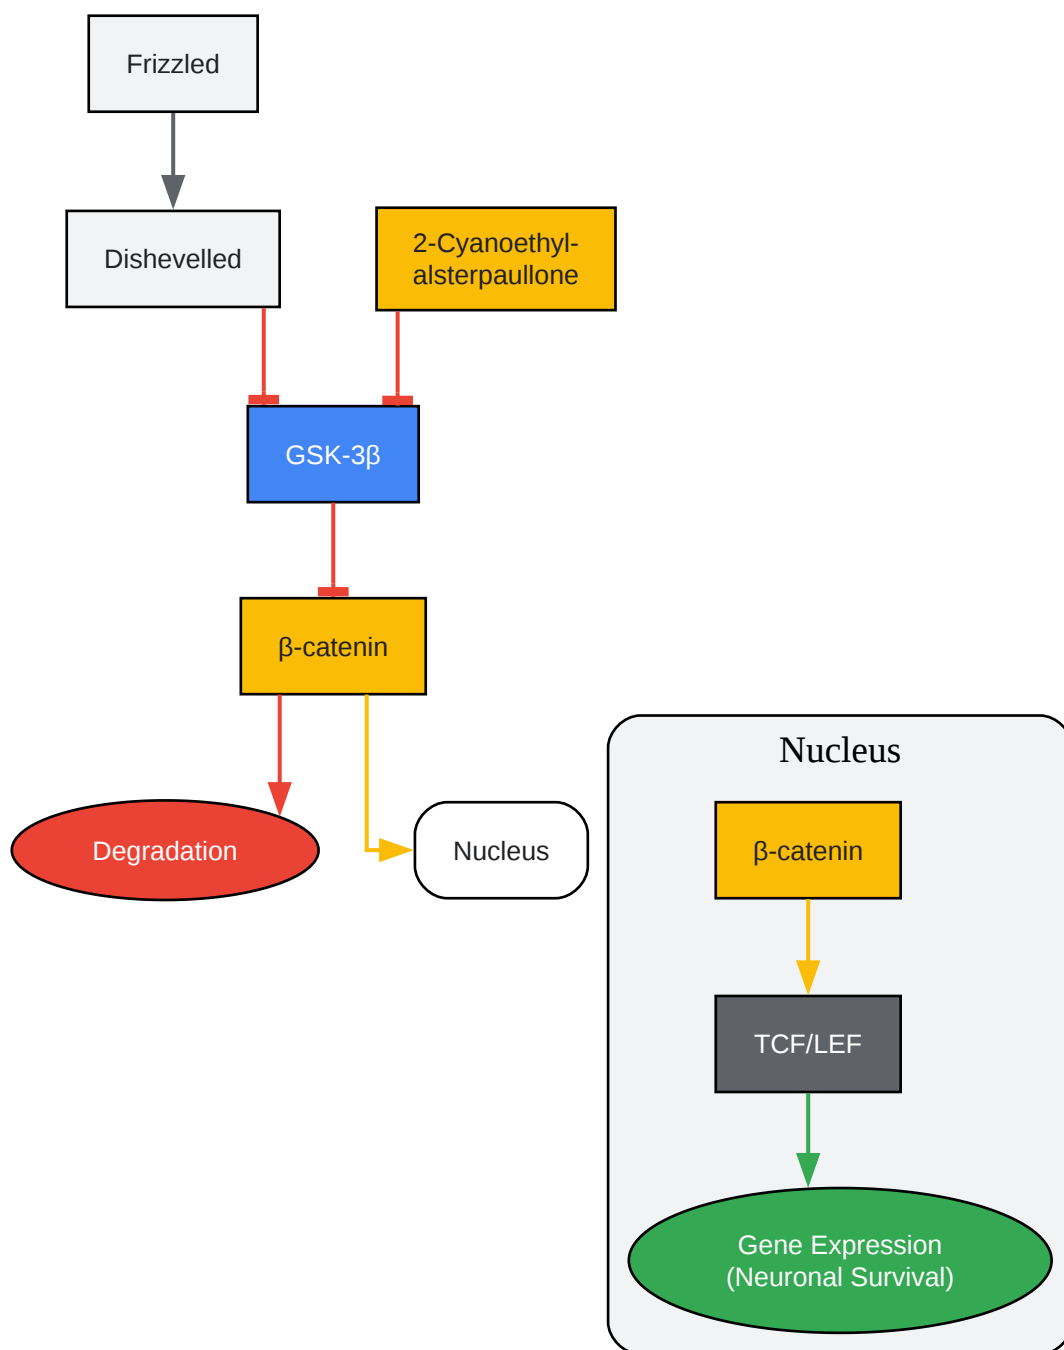 Frizzled
Dishevelled
2-Cyanoethyl-
alsterpaullone
GSK-3β
β-catenin
Degradation
Nucleus
Nucleus
β-catenin
TCF/LEF
Gene Expression
(Neuronal Survival)